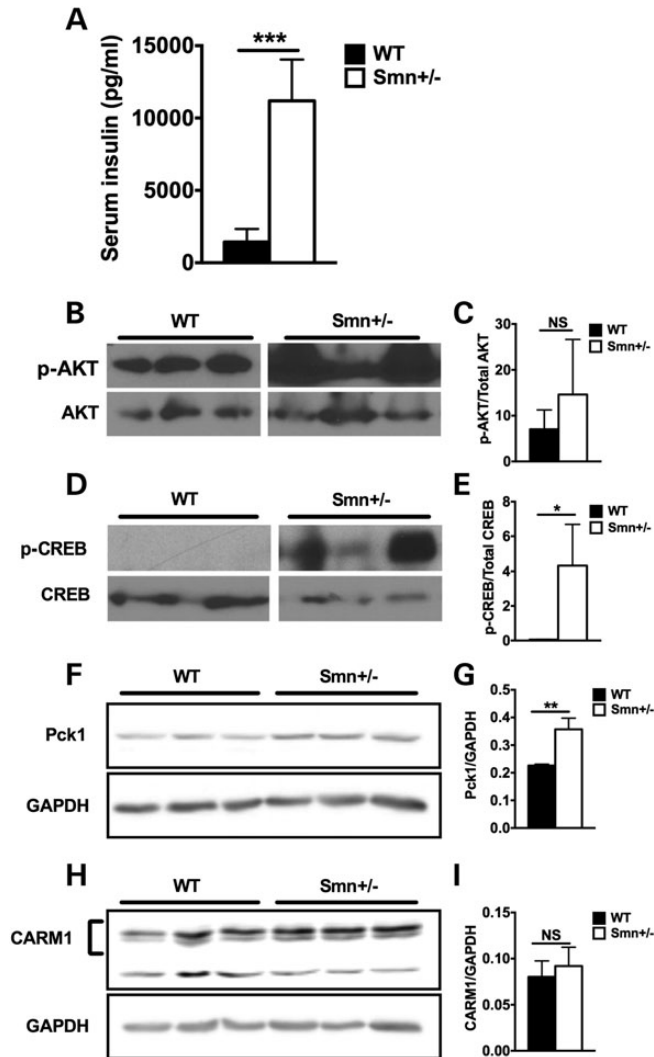 A
Serum insulin (pg/ml)
15000
10000
5000
0
***
WT
Smn+/-
B
WT
Smn+/-
p-AKT
AKT
C
p-AKT/Total AKT
30
20
10
0
NS
WT
Smn+/-
D
WT
Smn+/-
p-CREB
CREB
E
p-CREB/Total CREB
8
6
4
2
0
*
WT
Smn+/-
F
WT
Smn+/-
Pck1
GAPDH
G
Pck1/GAPDH
0.5
0.4
0.3
0.2
0.1
0.0
**
WT
Smn+/-
H
WT
Smn+/-
CARM1
GAPDH
I
CARM1/GAPDH
0.15
0.10
0.05
0.00
NS
WT
Smn+/-